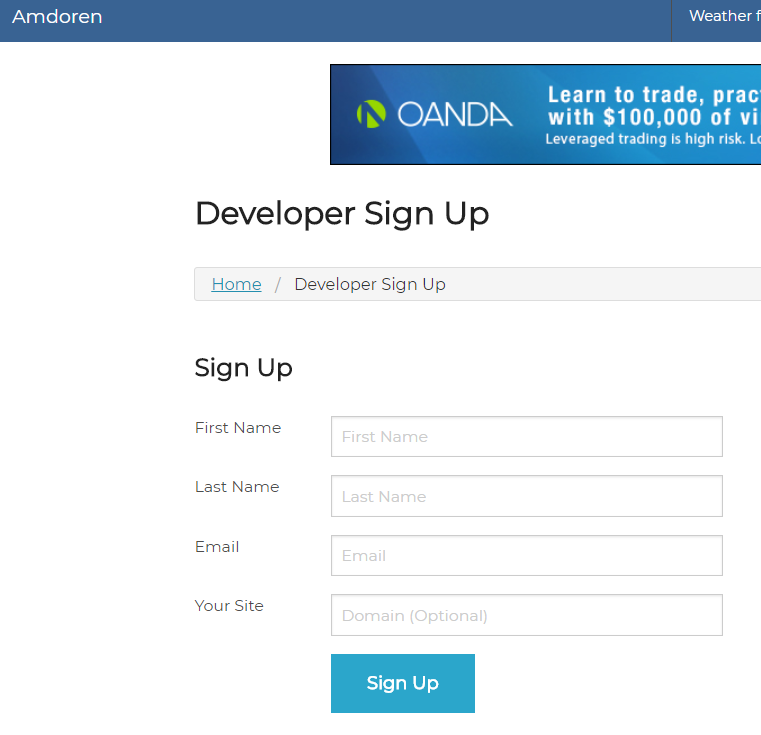 Amdoren
Weather f
OANDA
Learn to trade, prac
with $100,000 of vi
Leveraged trading is high risk. Lo
Developer Sign Up
Home / Developer Sign Up
Sign Up
First Name
First Name
Last Name
Last Name
Email
Email
Your Site
Domain (Optional)
Sign Up